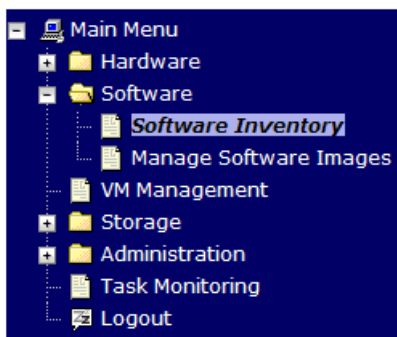 Main Menu
Hardware
Software
Software Inventory
Manage Software Images
VM Management
Storage
Administration
Task Monitoring
Logout